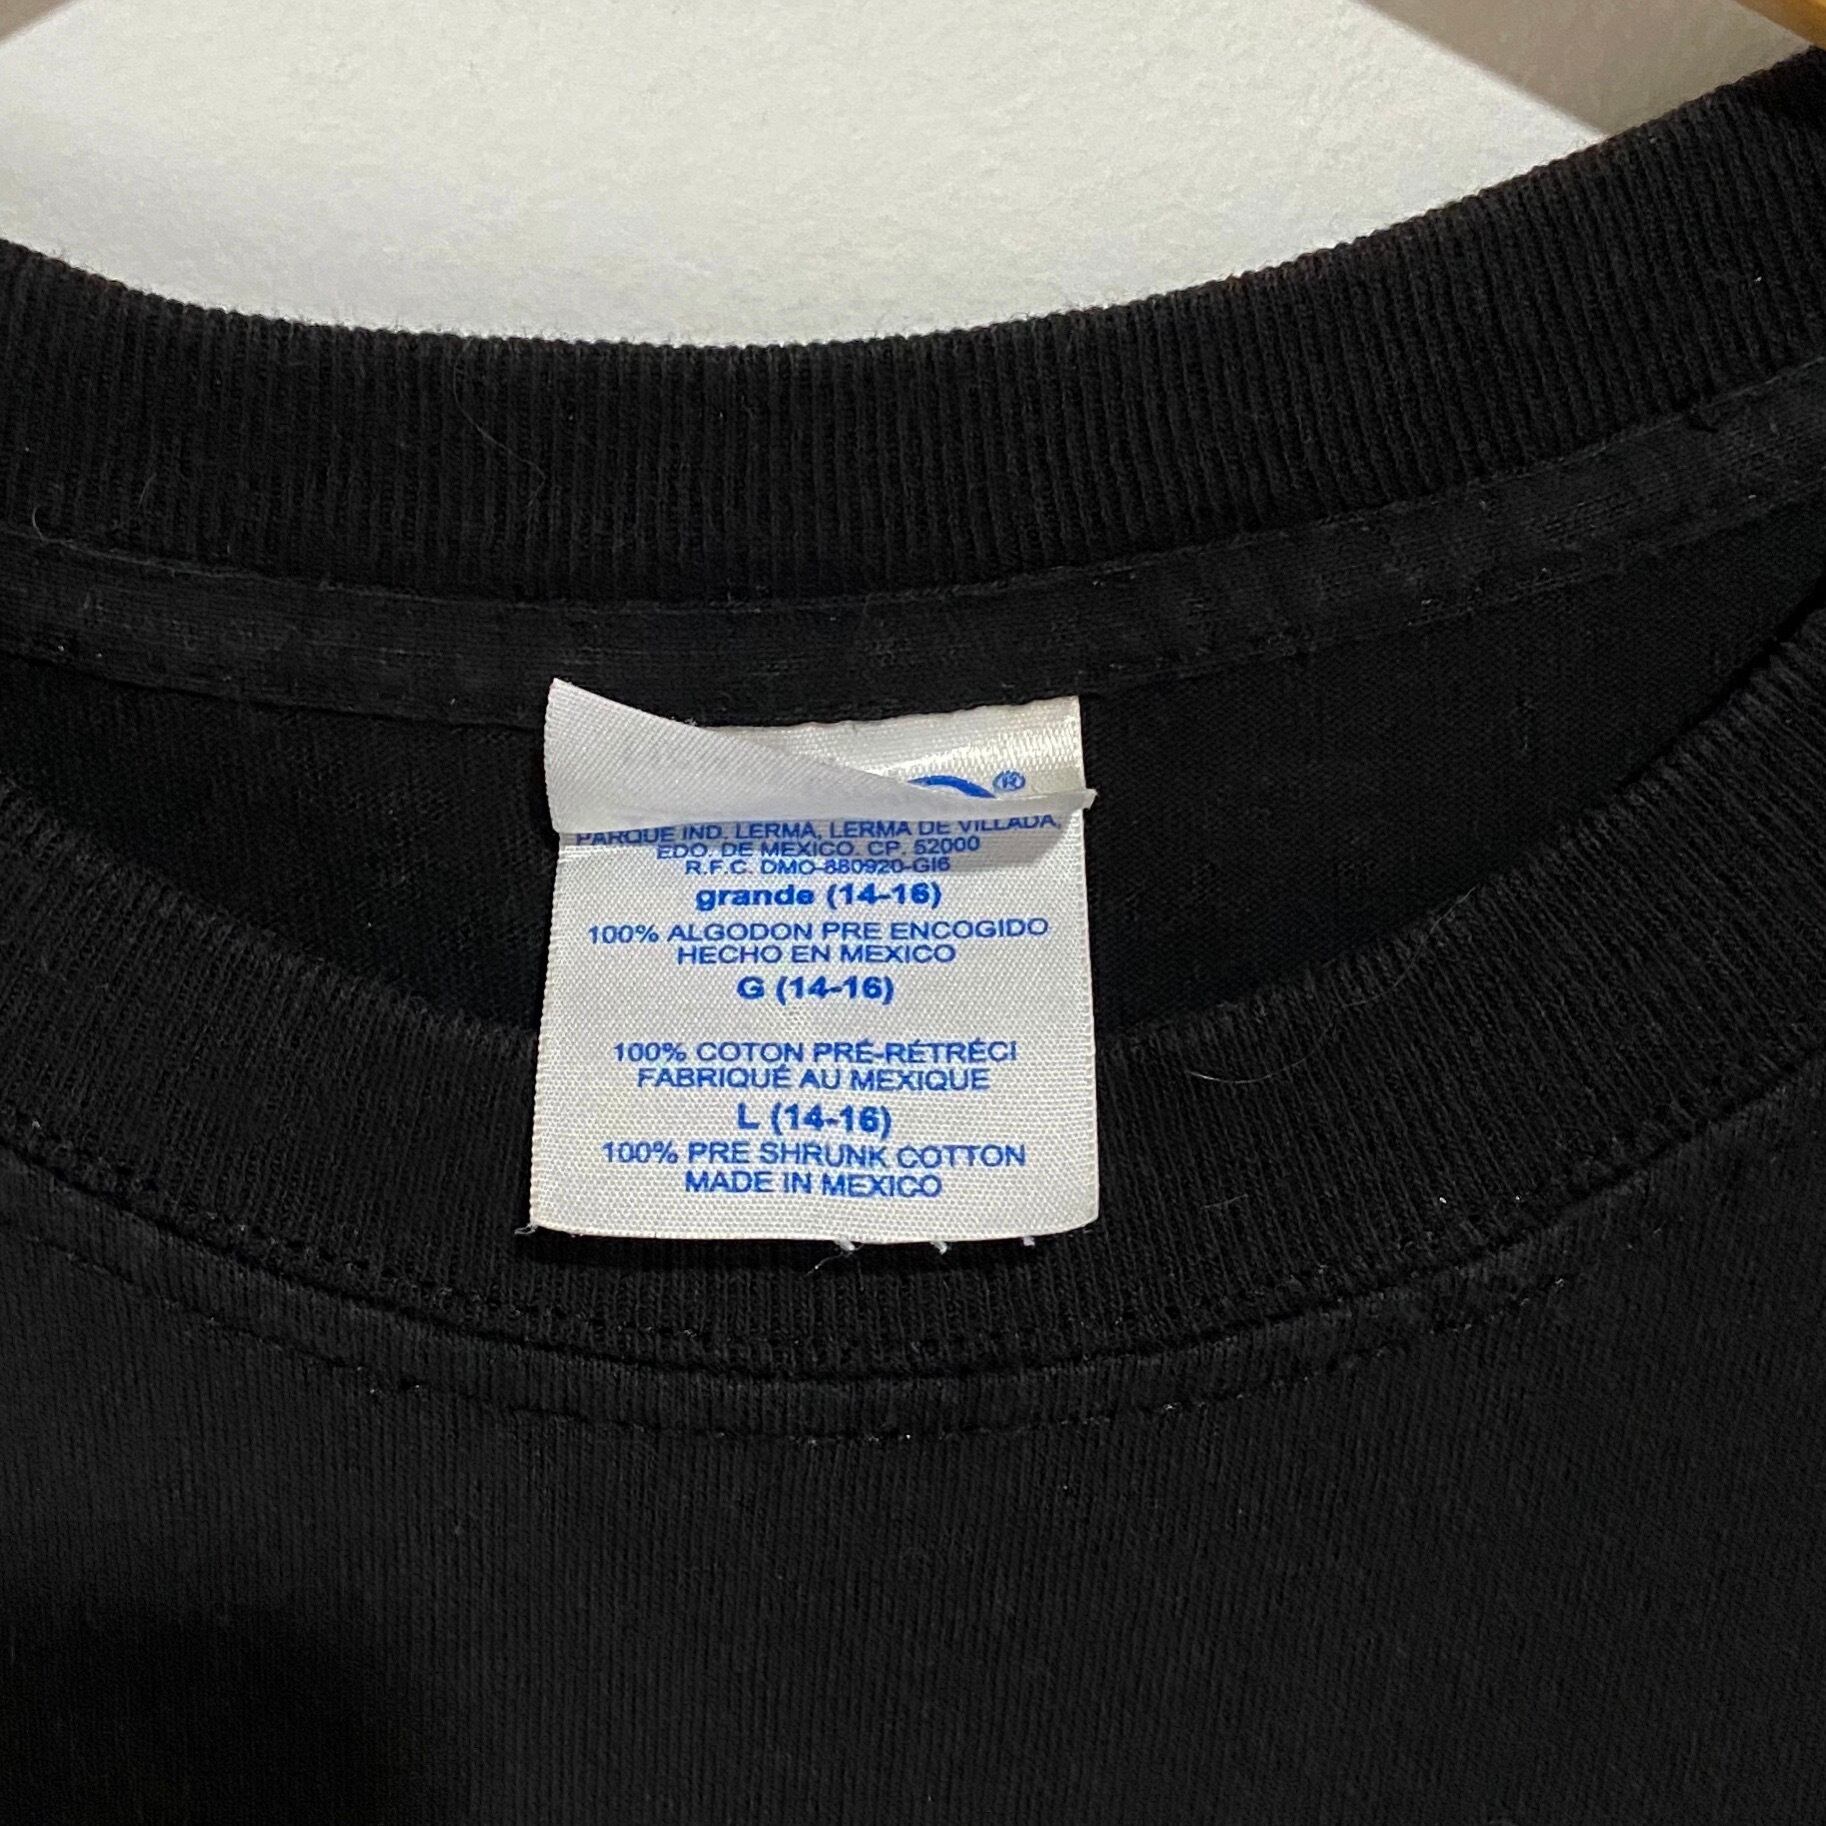 ®
PARQUE IND. LERMA, LERMA DE VILLADA,
EDO. DE MEXICO. CP. 52000
R.F.C. DMO-880920-GI6
grande (14-16)
100% ALGODON PRE ENCOGIDO
HECHO EN MEXICO
G (14-16)
100% COTON PRÉ-RÉTRÉCI
FABRIQUÉ AU MEXIQUE
L (14-16)
100% PRE SHRUNK COTTON
MADE IN MEXICO